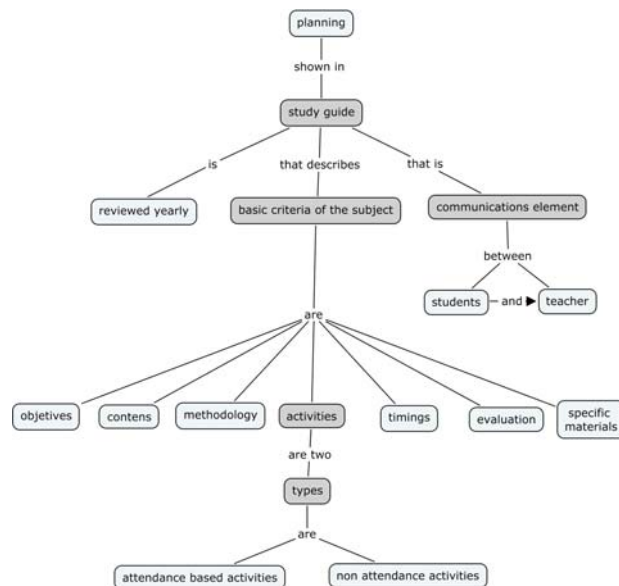 planning
shown in
study guide
is
that describes
that is
reviewed yearly
basic criteria of the subject
communications element
between
students
and
teacher
are
objetives
contens
methodology
activities
timings
evaluation
specific
materials
are two
types
are
attendance based activities
non attendance activities